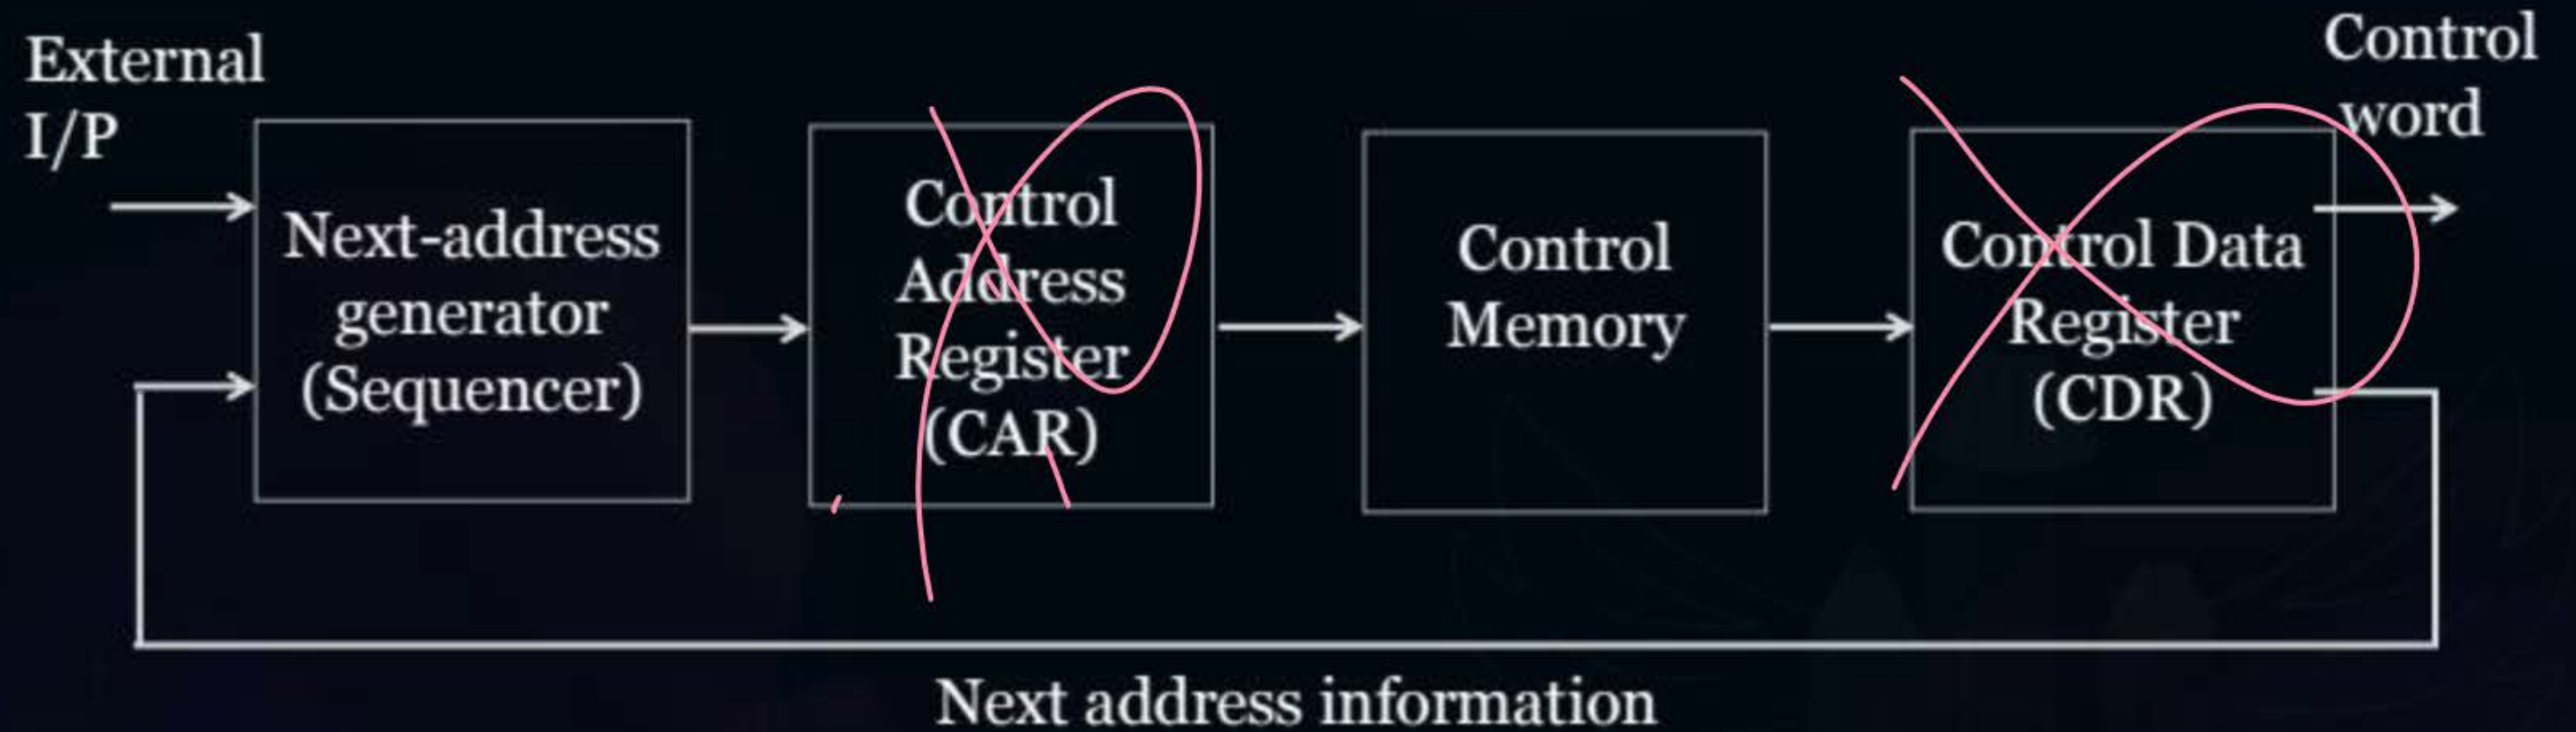 External
I/P
Next-address
generator
(Sequencer)
Control
Address
Register
(CAR)
Control
Memory
Control Data
Register
(CDR)
Control
word
Next address information